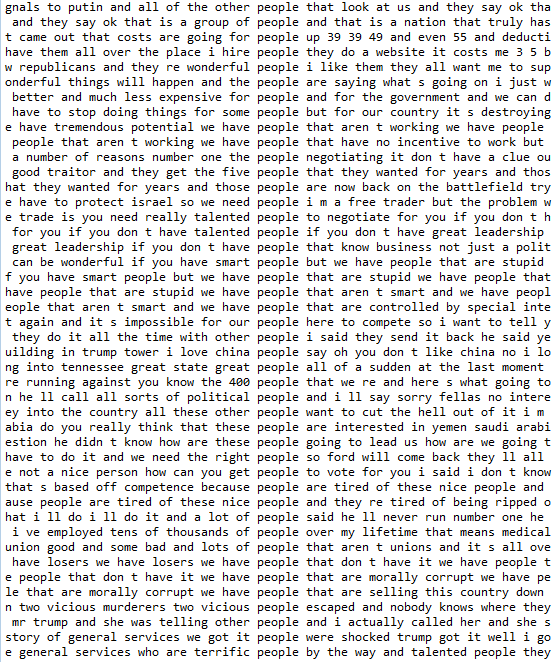 gnals to putin and all of the other people that look at us and they say ok tha
and they say ok that is a group of people and that is a nation that truly has
t came out that costs are going for people up 39 39 49 and even 55 and deducti
have them all over the place i hire people they do a website it costs me 3 5 b
w republicans and they re wonderful people i like them they all want me to sup
onderful things will happen and the people are saying what s going on i just w
better and much less expensive for people and for the government and we can d
have to stop doing things for some people but for our country it s destroying
e have tremendous potential we have people that aren t working we have people
people that aren t working we have people that have no incentive to work but
a number of reasons number one the people negotiating it don t have a clue ou
good traitor and they get the five people that they wanted for years and thos
hat they wanted for years and those people are now back on the battlefield try
e have to protect israel so we need people i m a free trader but the problem w
e trade is you need really talented people to negotiate for you if you don t h
for you if you don t have talented people if you don t have great leadership
great leadership if you don t have people that know business not just a polit
can be wonderful if you have smart people but we have people that are stupid
f you have smart people but we have people that are stupid we have people that
have people that are stupid we have people that aren t smart and we have peopl
eople that aren t smart and we have people that are controlled by special inte
t again and it s impossible for our people here to compete so i want to tell y
they do it all the time with other people i said they send it back he said ye
uilding in trump tower i love china people say oh you don t like china no i lo
ng into tennessee great state great people all of a sudden at the last moment
re running against you know the 400 people that we re and here s what going to
n he ll call all sorts of political people and i ll say sorry fellas no intere
ey into the country all these other people want to cut the hell out of it i m
abia do you really think that these people are interested in yemen saudi arabi
estion he didn t know how are these people going to lead us how are we going t
have to do it and we need the right people so ford will come back they ll all
e not a nice person how can you get people to vote for you i said i don t know
that s based off competence because people are tired of these nice people and
ause people are tired of these nice people and they re tired of being ripped o
hat i ll do i ll do it and a lot of people said he ll never run number one he
i ve employed tens of thousands of people over my lifetime that means medical
union good and some bad and lots of people that aren t unions and it s all ove
have losers we have losers we have people that don t have it we have people t
e people that don t have it we have people that are morally corrupt we have pe
le that are morally corrupt we have people that are selling this country down
n two vicious murderers two vicious people escaped and nobody knows where they
mr trump and she was telling other people and i actually called her and she s
story of general services we got it people were shocked trump got it well i go
e general services who are terrific people by the way and talented people they